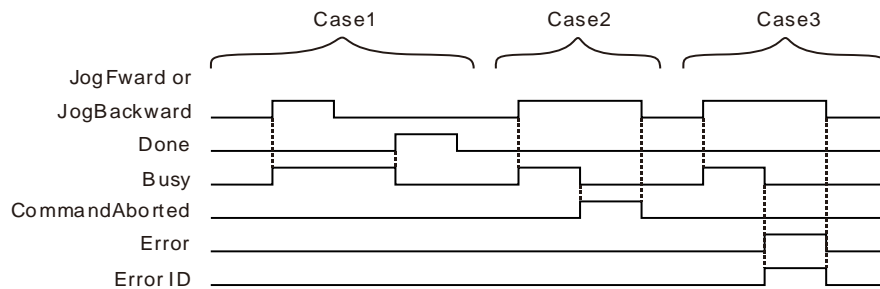 Case1 Case2 Case3
JogFward or
JogBackward
Done
Busy
CommandAborted
Error
Error ID